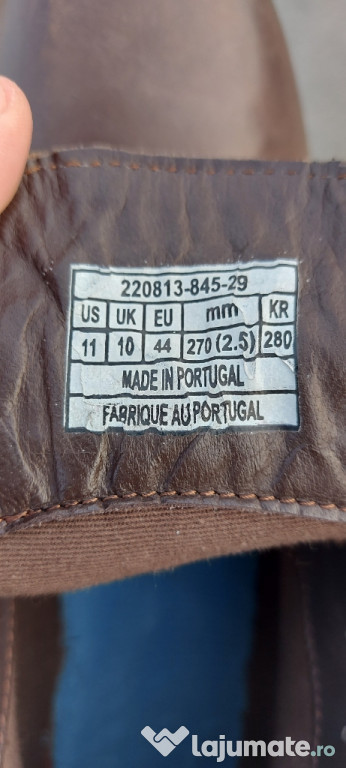 220813-845-29
US UK EU mm KR
11 10 44 270 (2.5) 280
MADE IN PORTUGAL
FABRIQUE AU PORTUGAL
lajumate.ro